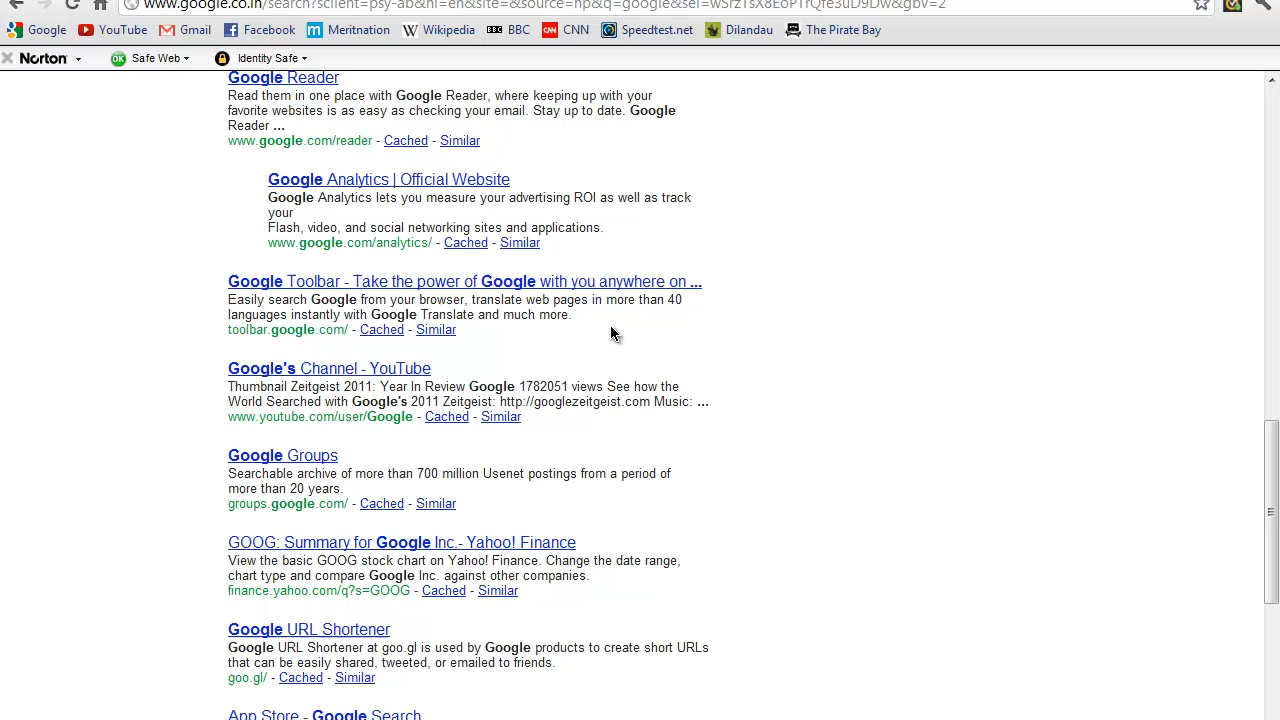 www.google.co.in/search?sclient=psy-ab&hl=en&site=&source=hp&q=google&sei=
Google YouTube Gmail Facebook Meritnation Wikipedia BBC CNN Speedtest.net Dilandau The Pirate Bay
Norton Safe Web Identity Safe
Google Reader
Read them in one place with Google Reader, where keeping up with your
favorite websites is as easy as checking your email. Stay up to date. Google
Reader ...
www.google.com/reader - Cached - Similar
Google Analytics | Official Website
Google Analytics lets you measure your advertising ROI as well as track
your
Flash, video, and social networking sites and applications.
www.google.com/analytics/ - Cached - Similar
Google Toolbar - Take the power of Google with you anywhere on ...
Easily search Google from your browser, translate web pages in more than 40
languages instantly with Google Translate and much more.
toolbar.google.com/ - Cached - Similar
Google's Channel - YouTube
Thumbnail Zeitgeist 2011: Year In Review Google 1782051 views See how the
World Searched with Google's 2011 Zeitgeist: http://googlezeitgeist.com Music: ...
www.youtube.com/user/Google - Cached - Similar
Google Groups
Searchable archive of more than 700 million Usenet postings from a period of
more than 20 years.
groups.google.com/ - Cached - Similar
GOOG: Summary for Google Inc.- Yahoo! Finance
View the basic GOOG stock chart on Yahoo! Finance. Change the date range,
chart type and compare Google Inc. against other companies.
finance.yahoo.com/q?s=GOOG - Cached - Similar
Google URL Shortener
Google URL Shortener at goo.gl is used by Google products to create short URLs
that can be easily shared, tweeted, or emailed to friends.
goo.gl/ - Cached - Similar
App Store - Google Search